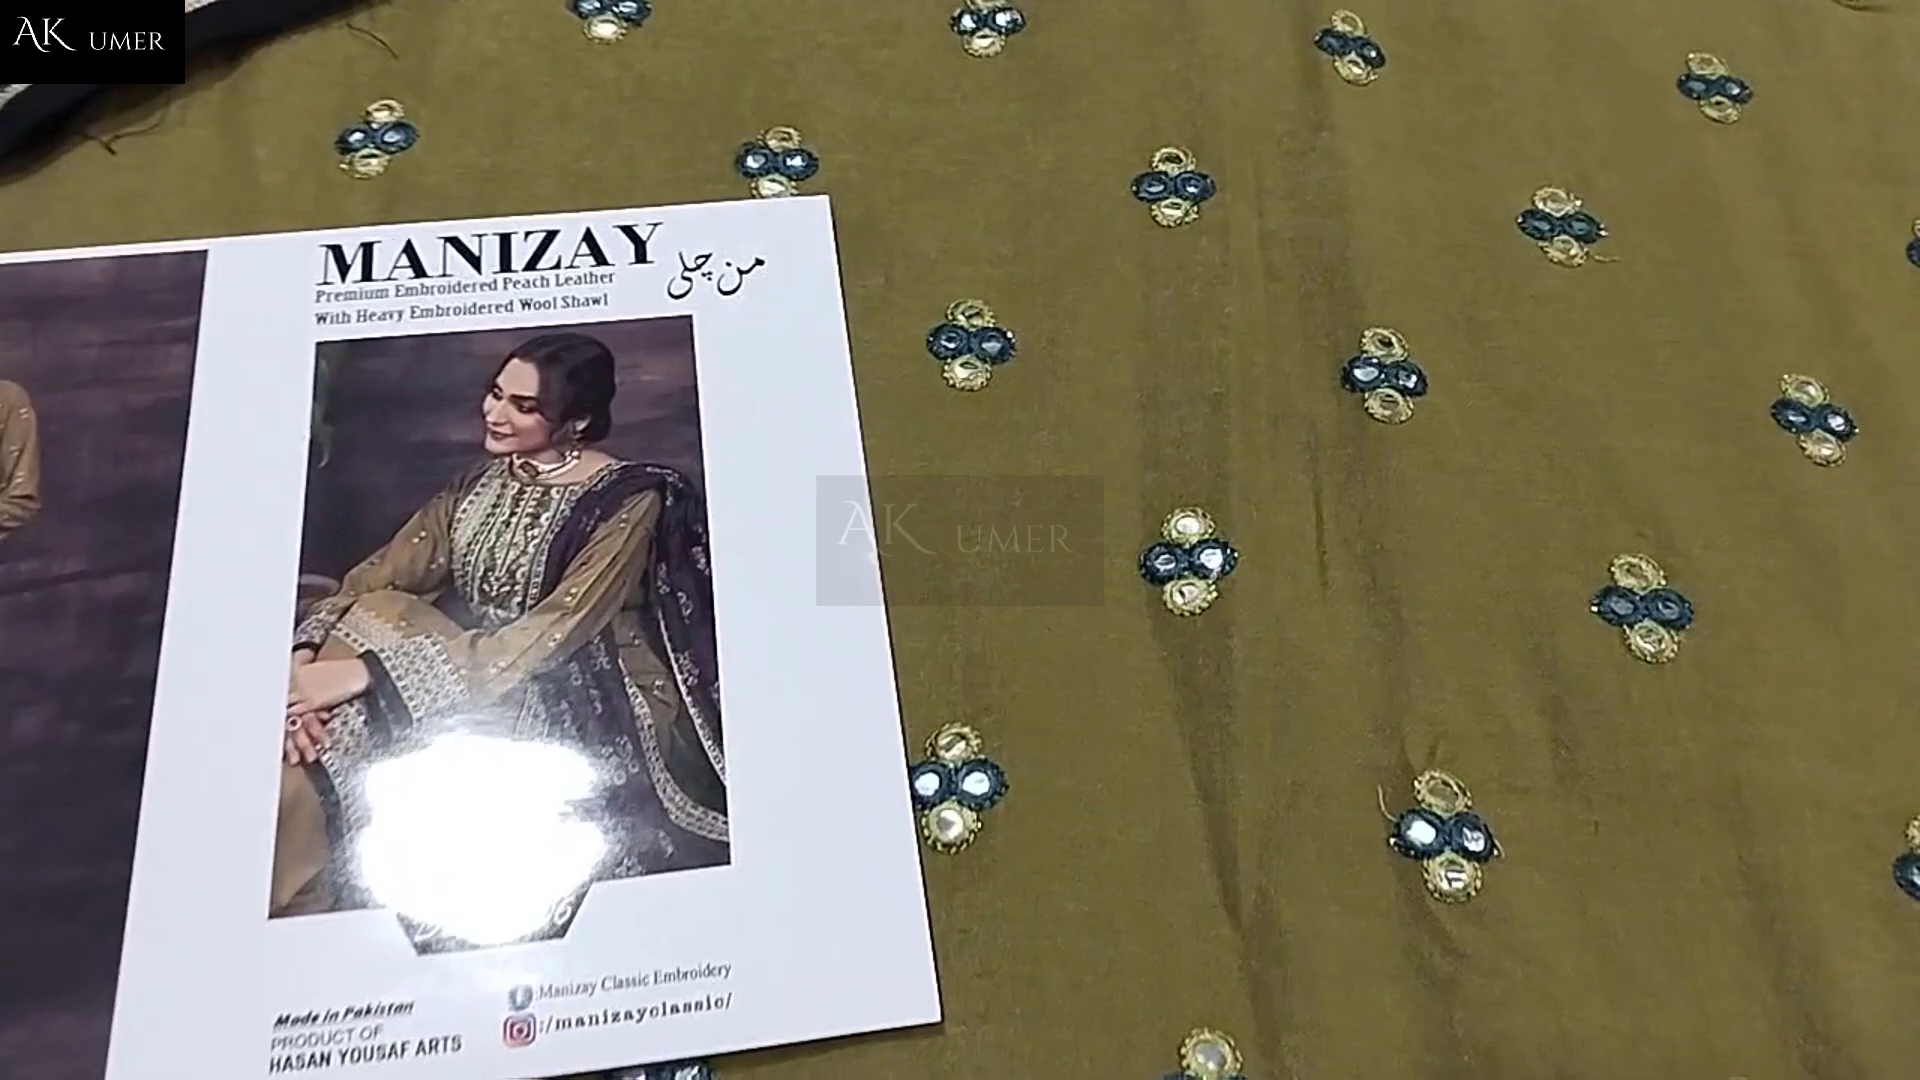 AK UMER
MANIZAY
من چلی
Premium Embroidered Peach Leather
With Heavy Embroidered Wool Shawl
AK UMER
:Manizay Classic Embroidery
:/manizayclassic/
Made in Pakistan
PRODUCT OF
HASAN YOUSAF ARTS